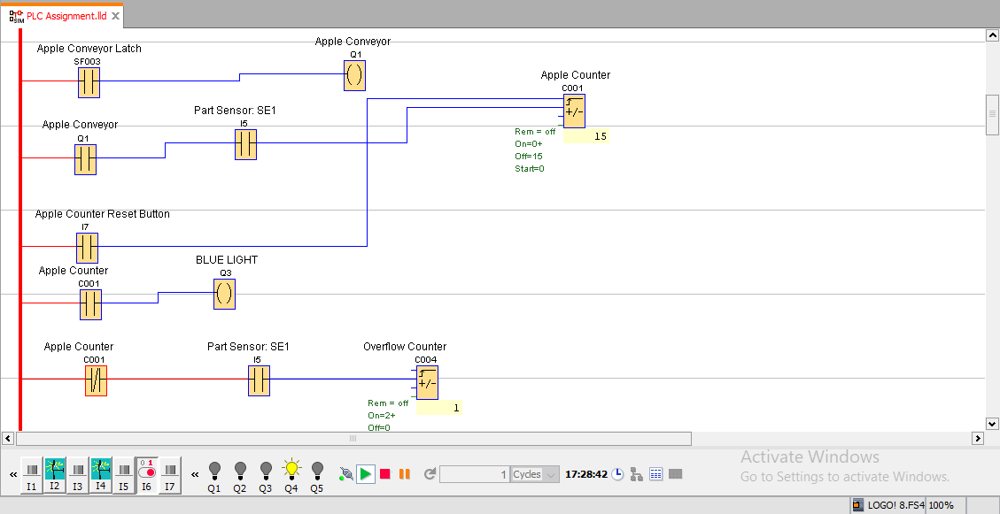 PLC Assignment.lld
Apple Conveyor Latch
SF003
Apple Conveyor
Q1
Apple Counter
C001
+/-
15
Rem = off
On=0+
Off=15
Start=0
Apple Conveyor
Q1
Part Sensor: SE1
I5
Apple Counter Reset Button
I7
Apple Counter
C001
BLUE LIGHT
Q3
Apple Counter
C001
Part Sensor: SE1
I5
Overflow Counter
C004
+/-
1
Rem = off
On=2+
Off=0
« I1 I2 I3 I4 I5 0 1 I6 I7 « Q1 Q2 Q3 Q4 Q5 1 Cycles 17:28:42
Activate Windows
Go to Settings to activate Windows.
LOGO! 8.FS4 100%